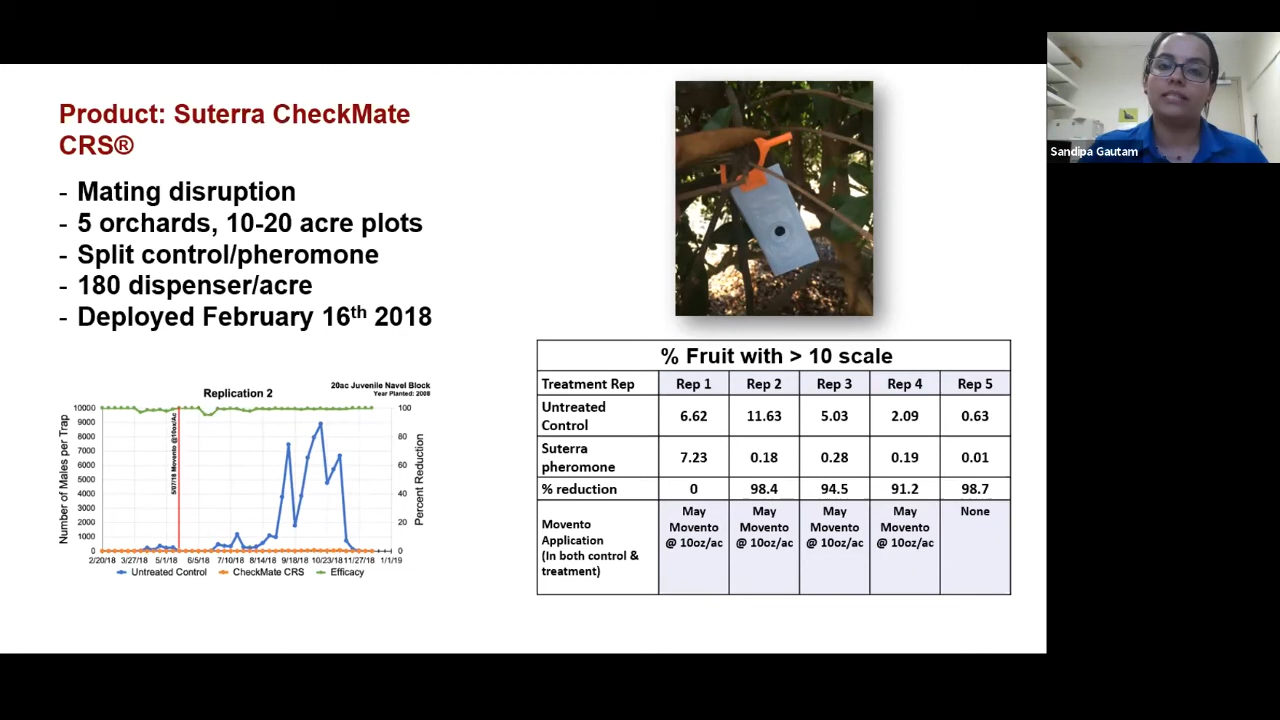 Product: Suterra CheckMate
CRS®
- Mating disruption
- 5 orchards, 10-20 acre plots
- Split control/pheromone
- 180 dispenser/acre
- Deployed February 16th 2018
Sandipa Gautam
Replication 2
20ac Juvenile Navel Block
Year Planted: 2008
Number of Males per Trap
10000
9000
8000
7000
6000
5000
4000
3000
2000
1000
0
5/07/18 Movento @10oz/Ac
100
80
60
40
20
0
Percent Reduction
2/20/18 3/27/18 5/1/18 6/5/18 7/10/18 8/14/18 9/18/18 10/23/18 11/27/18 1/1/19
Untreated Control CheckMate CRS Efficacy
% Fruit with > 10 scale
Treatment Rep Rep 1 Rep 2 Rep 3 Rep 4 Rep 5
Untreated
Control 6.62 11.63 5.03 2.09 0.63
Suterra
pheromone 7.23 0.18 0.28 0.19 0.01
% reduction 0 98.4 94.5 91.2 98.7
Movento
Application
(In both control &
treatment)
May
Movento
@ 10oz/ac
May
Movento
@ 10oz/ac
May
Movento
@ 10oz/ac
May
Movento
@ 10oz/ac
None